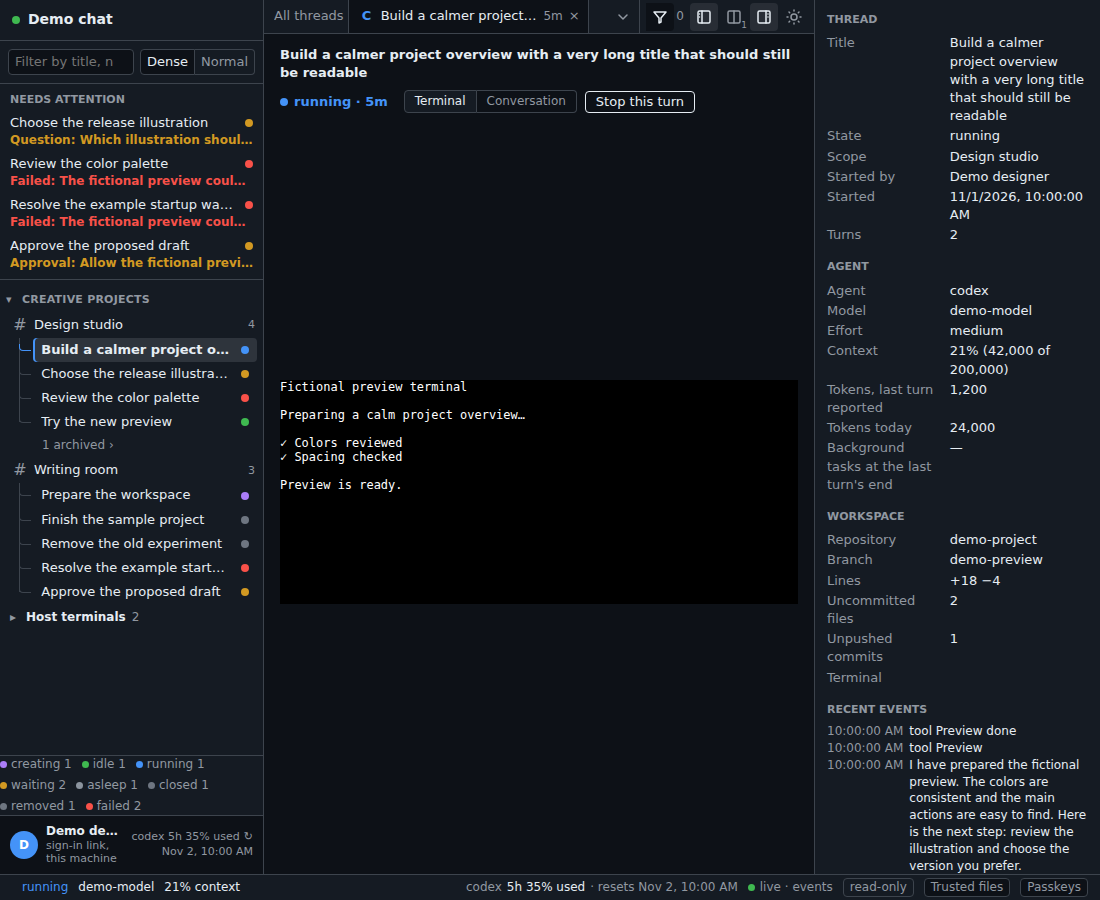 Demo chat
Filter by title, n
Dense
Normal
NEEDS ATTENTION
Choose the release illustration
Question: Which illustration shoul…
Review the color palette
Failed: The fictional preview coul…
Resolve the example startup wa…
Failed: The fictional preview coul…
Approve the proposed draft
Approval: Allow the fictional previ…
CREATIVE PROJECTS
# Design studio 4
Build a calmer project o…
Choose the release illustra…
Review the color palette
Try the new preview
1 archived ›
# Writing room 3
Prepare the workspace
Finish the sample project
Remove the old experiment
Resolve the example start…
Approve the proposed draft
Host terminals 2
creating 1 idle 1 running 1
waiting 2 asleep 1 closed 1
removed 1 failed 2
D
Demo de…
sign-in link,
this machine
codex 5h 35% used ↻
Nov 2, 10:00 AM
All threads
C Build a calmer project… 5m ×
0
1
Build a calmer project overview with a very long title that should still
be readable
running · 5m
Terminal
Conversation
Stop this turn
Fictional preview terminal
Preparing a calm project overview…
✓ Colors reviewed
✓ Spacing checked
Preview is ready.
THREAD
Title Build a calmer
project overview
with a very long title
that should still be
readable
State running
Scope Design studio
Started by Demo designer
Started 11/1/2026, 10:00:00
AM
Turns 2
AGENT
Agent codex
Model demo-model
Effort medium
Context 21% (42,000 of
200,000)
Tokens, last turn 1,200
reported
Tokens today 24,000
Background —
tasks at the last
turn's end
WORKSPACE
Repository demo-project
Branch demo-preview
Lines +18 −4
Uncommitted 2
files
Unpushed 1
commits
Terminal
RECENT EVENTS
10:00:00 AM tool Preview done
10:00:00 AM tool Preview
10:00:00 AM I have prepared the fictional
preview. The colors are
consistent and the main
actions are easy to find. Here
is the next step: review the
illustration and choose the
version you prefer.
running demo-model 21% context
codex 5h 35% used · resets Nov 2, 10:00 AM
live · events
read-only
Trusted files
Passkeys